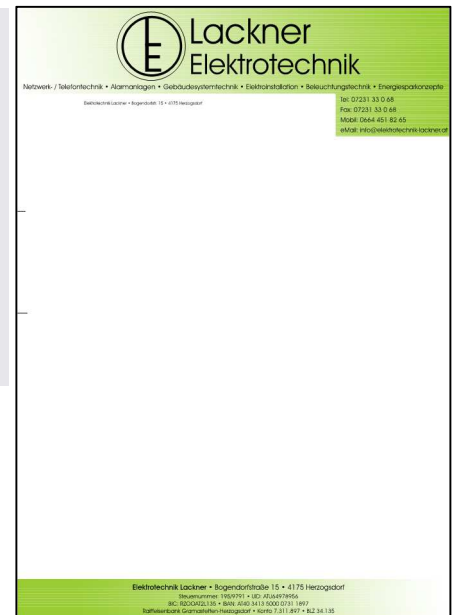 Lackner
Elektrotechnik
Netzwerk- / Telefontechnik • Alarmanlagen • Gebäudesystemtechnik • Elektroinstallation • Beleuchtungstechnik • Energiesparkonzepte
Elektrotechnik Lackner • Bogendorfstr. 15 • 4175 Herzogsdorf
Tel: 07231 33 0 68
Fax: 07231 33 0 68
Mobil: 0664 451 82 65
eMail: info@elektrotechnik-lackner.at
Elektrotechnik Lackner • Bogendorfstraße 15 • 4175 Herzogsdorf
Steuernummer: 195/9791 • UID: ATU64978956
BIC: RZOOAT2L135 • IBAN: AT40 3413 5000 0731 1897
Raiffeisenbank Gramastetten-Herzogsdorf • Konto 7.311.897 • BLZ 34.135